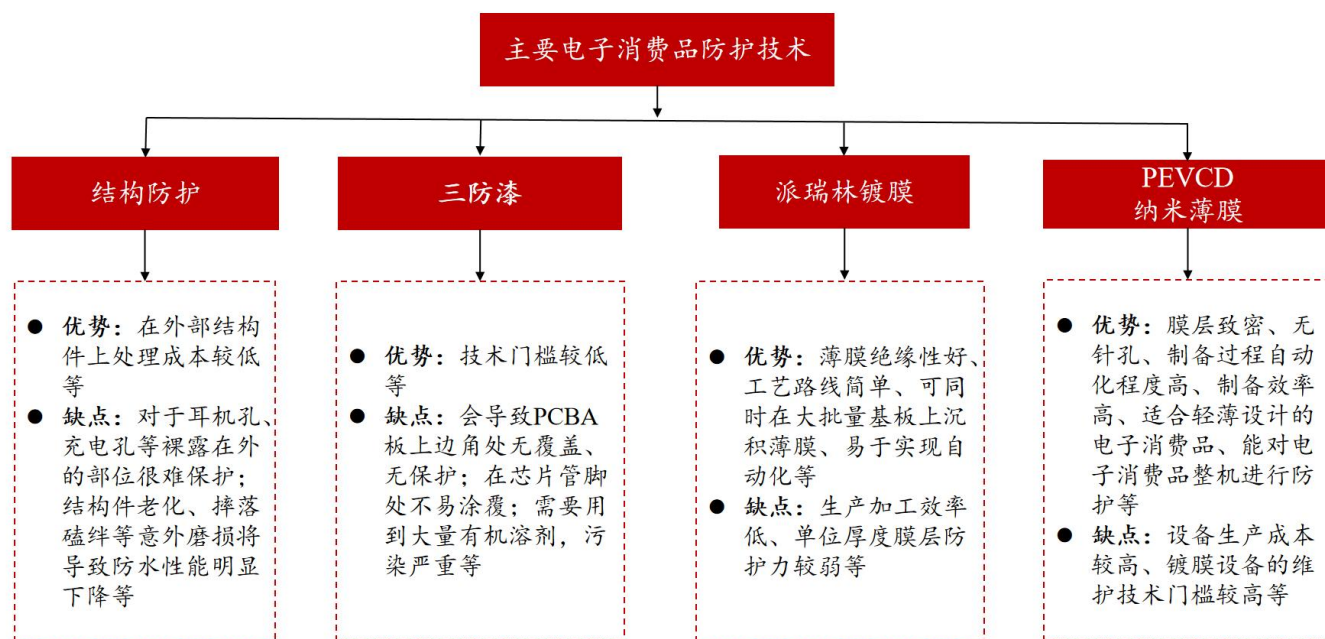 主要电子消费品防护技术
结构防护
三防漆
派瑞林镀膜
PEVCD
纳米薄膜
● 优势：在外部结构
件上处理成本较低
等
● 缺点：对于耳机孔、
充电孔等裸露在外
的部位很难保护；
结构件老化、摔落
磕绊等意外磨损将
导致防水性能明显
下降等
● 优势：技术门槛较低
等
● 缺点：会导致PCBA
板上边角处无覆盖、
无保护；在芯片管脚
处不易涂覆；需要用
到大量有机溶剂，污
染严重等
● 优势：薄膜绝缘性好、
工艺路线简单、可同
时在大批量基板上沉
积薄膜、易于实现自
动化等
● 缺点：生产加工效率
低、单位厚度膜层防
护力较弱等
● 优势：膜层致密、无
针孔、制备过程自动
化程度高、制备效率
高、适合轻薄设计的
电子消费品、能对电
子消费品整机进行防
护等
● 缺点：设备生产成本
较高、镀膜设备的维
护技术门槛较高等